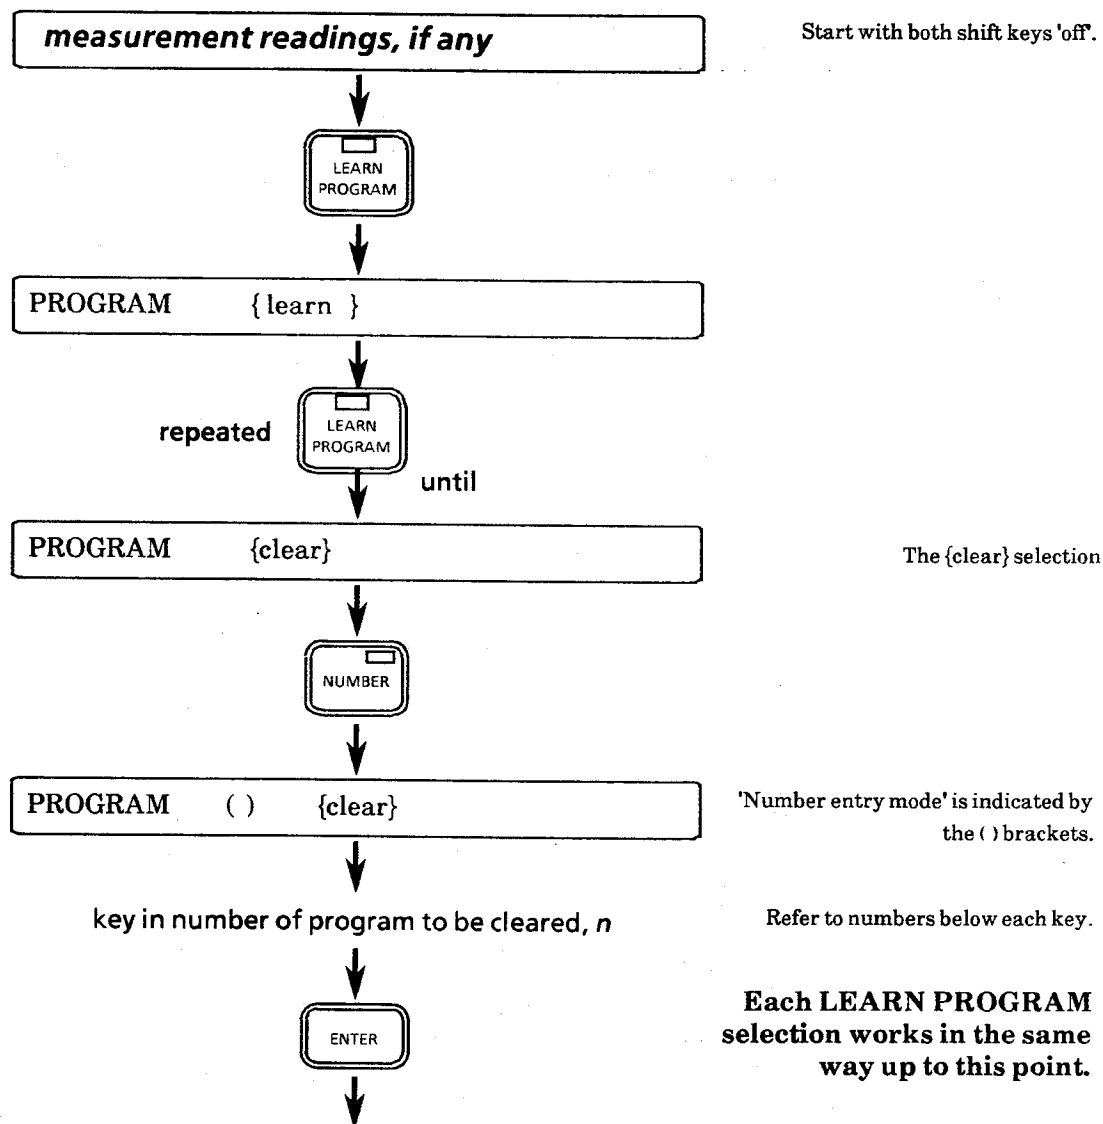 measurement readings, if any
Start with both shift keys 'off'.
LEARN
PROGRAM
PROGRAM { learn }
repeated
LEARN
PROGRAM
until
PROGRAM {clear}
The {clear} selection
NUMBER
PROGRAM ( ) {clear}
'Number entry mode' is indicated by
the ( ) brackets.
key in number of program to be cleared, n
Refer to numbers below each key.
Each LEARN PROGRAM
selection works in the same
way up to this point.
ENTER